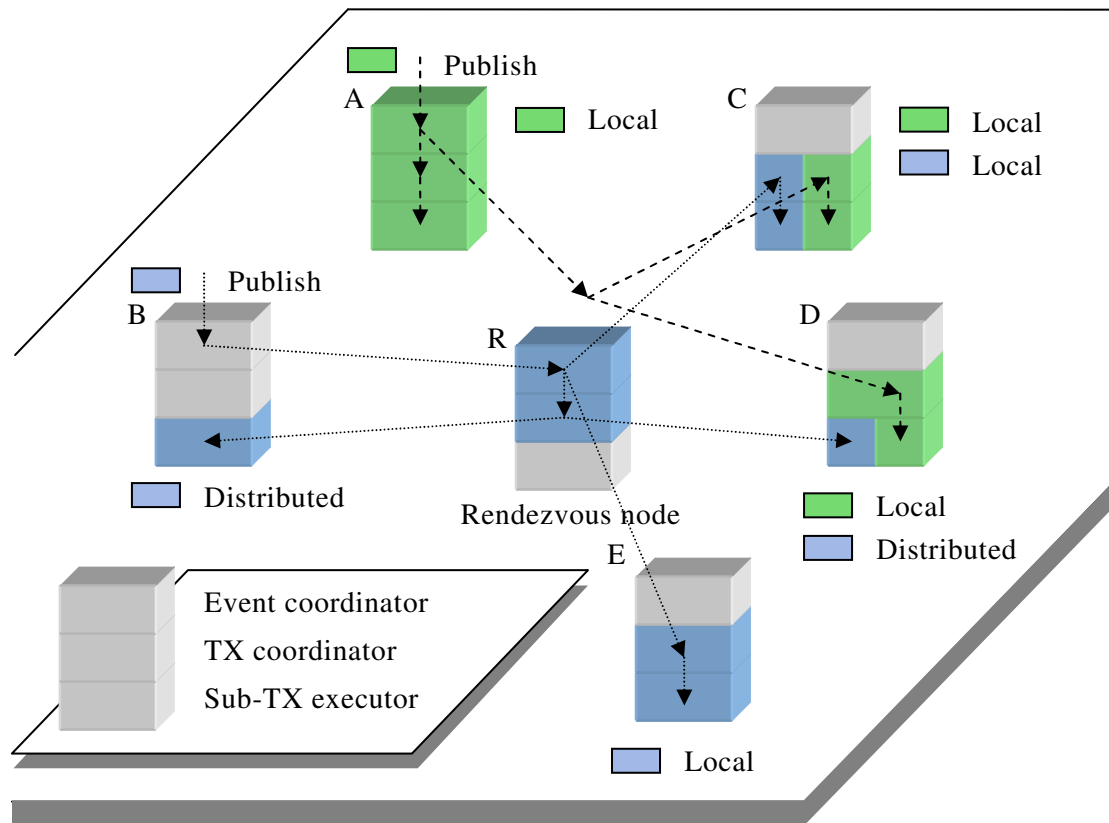 Publish
A
Local
C
Local
Local
Publish
B
R
D
Distributed
Rendezvous node
Local
Distributed
E
Event coordinator
TX coordinator
Sub-TX executor
Local